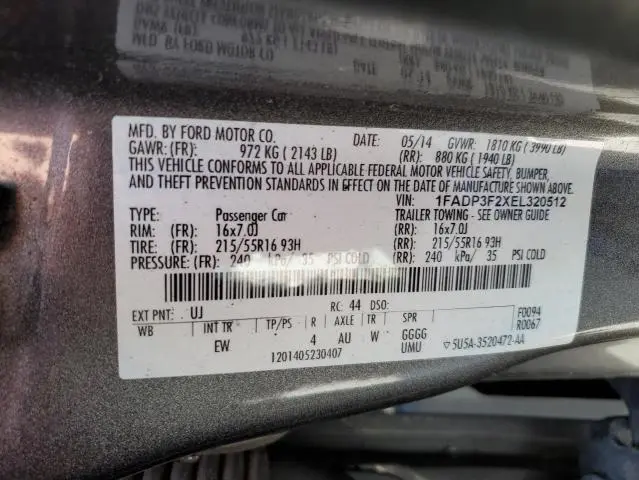 MFD. BY FORD MOTOR CO. DATE: 05/14 GVWR: 1810 KG ( 3990 LB)
GAWR: (FR): 972 KG ( 2143 LB) (RR): 880 KG ( 1940 LB)
THIS VEHICLE CONFORMS TO ALL APPLICABLE FEDERAL MOTOR VEHICLE SAFETY, BUMPER,
AND THEFT PREVENTION STANDARDS IN EFFECT ON THE DATE OF MANUFACTURE SHOWN ABOVE.
VIN: 1FADP3F2XEL320512
TYPE: Passenger Car TRAILER TOWING - SEE OWNER GUIDE
RIM: (FR): 16x7.0J (RR): 16x7.0J
TIRE: (FR): 215/55R16 93H (RR): 215/55R16 93H
PRESSURE: (FR): 240 kPa/ 35 PSI COLD (RR): 240 kPa/ 35 PSI COLD
EXT PNT: UJ RC: 44 DSO:
WB INT TR TP/PS R AXLE TR SPR F0094
EW 4 AU W GGGG R0067
UMU
1201405230407 5U5A-3520472-AA